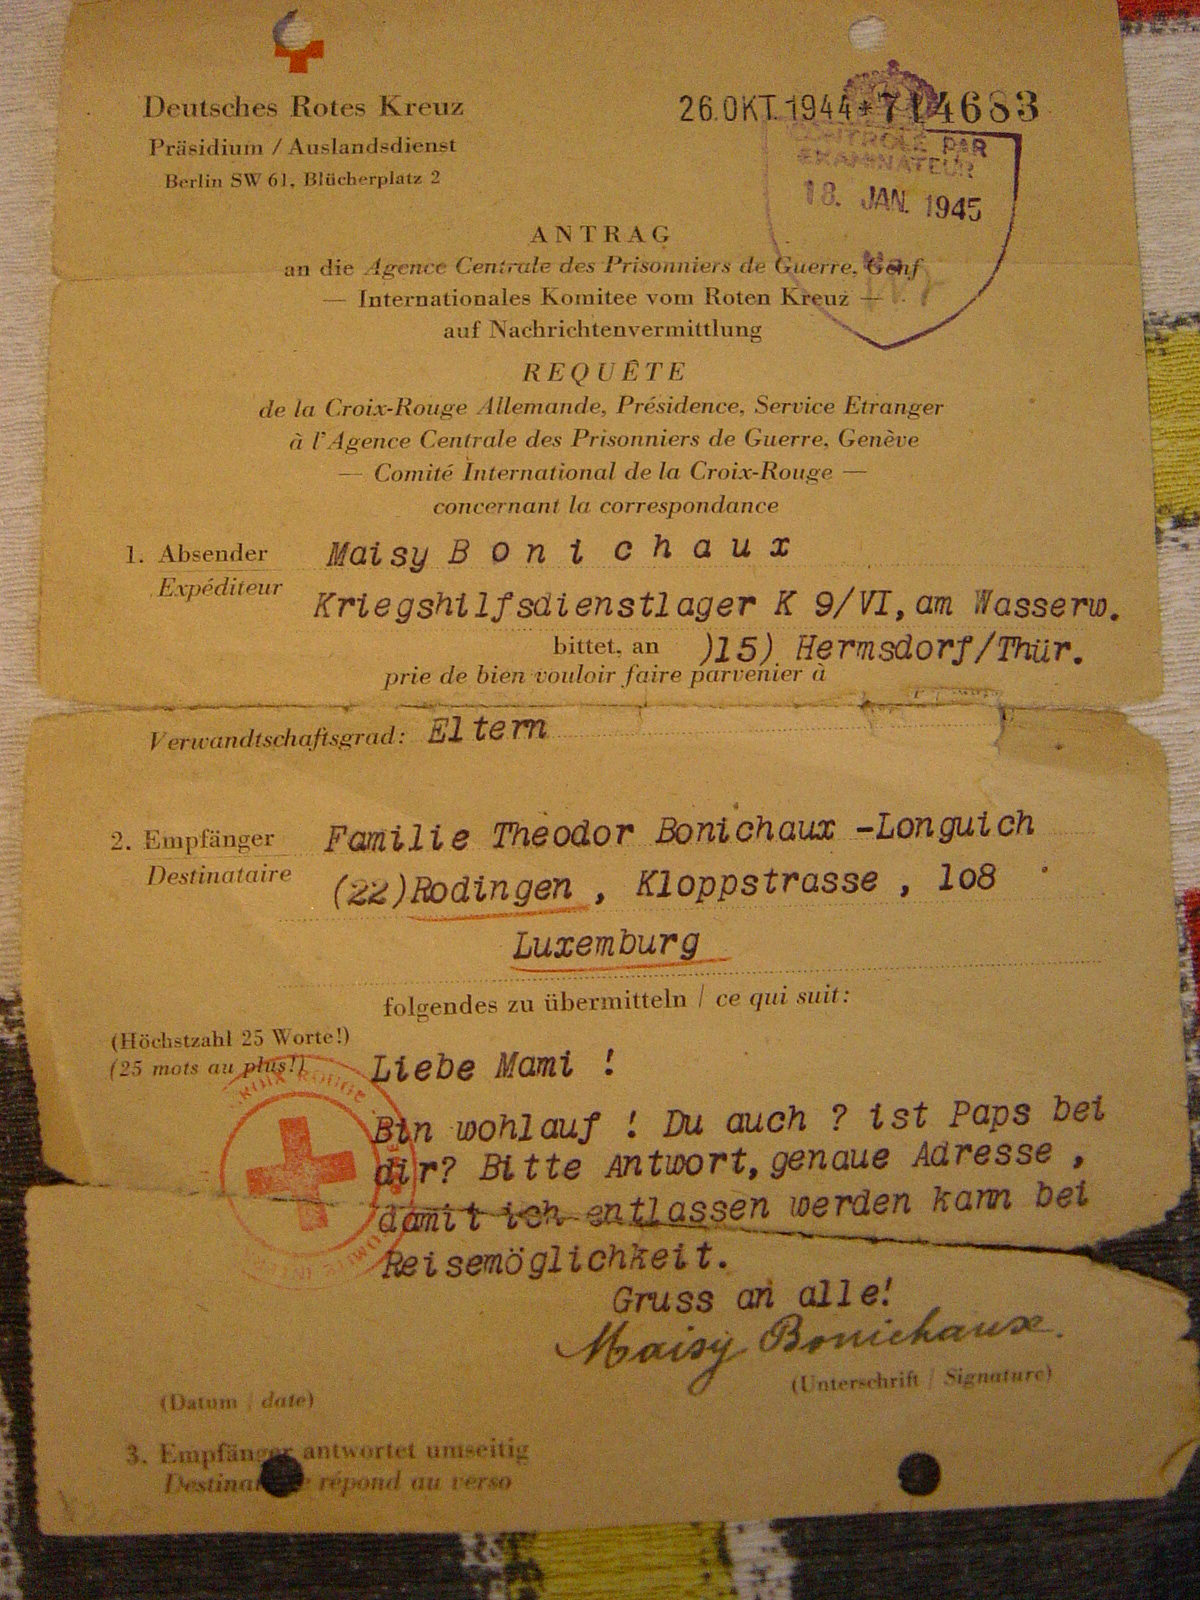 Deutsches Rotes Kreuz
Präsidium / Auslandsdienst
Berlin SW 61, Blücherplatz 2
26.OKT.1944 * 714683
CONTROLE PAR
EXAMINATEUR
18. JAN. 1945
ANTRAG
an die Agence Centrale des Prisonniers de Guerre, Genf
— Internationales Komitee vom Roten Kreuz —
auf Nachrichtenvermittlung
REQUÊTE
de la Croix-Rouge Allemande, Présidence, Service Etranger
à l'Agence Centrale des Prisonniers de Guerre, Genève
— Comité International de la Croix-Rouge —
concernant la correspondance
1. Absender Maisy B o n i c h a u x
Expéditeur
Kriegshilfsdienstlager K 9/VI, am Wasserw.
bittet, an )15) Hermsdorf/Thür.
prie de bien vouloir faire parvenier à
Verwandtschaftsgrad: Eltern
2. Empfänger Familie Theodor Bonichaux -Longuich
Destinataire (22)Rodingen , Kloppstrasse , 108
Luxemburg
folgendes zu übermitteln / ce qui suit:
(Höchstzahl 25 Worte!)
(25 mots au plus!) Liebe Mami !
CROIX ROUGE
Bin wohlauf ! Du auch ? ist Paps bei
dir? Bitte Antwort, genaue Adresse ,
damit ich entlassen werden kann bei
Reisemöglichkeit.
Gruss an alle!
Maisy Bonichaux.
(Unterschrift / Signature)
(Datum / date)
3. Empfänger antwortet umseitig
répond au verso